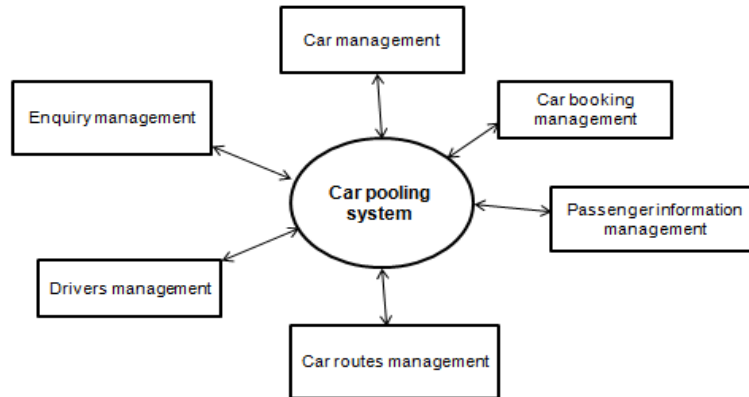 Car management
Enquiry management
Car booking
management
Car pooling
system
Passenger information
management
Drivers management
Car routes management